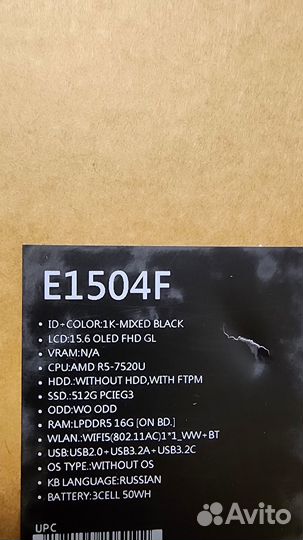 E1504F
• ID+COLOR:1K-MIXED BLACK
• LCD:15.6 OLED FHD GL
• VRAM:N/A
• CPU:AMD R5-7520U
• HDD.:WITHOUT HDD,WITH FTPM
• SSD.:512G PCIEG3
• ODD:WO ODD
• RAM:LPDDR5 16G [ON BD.]
• WLAN.:WIFI5(802.11AC)1*1_WW+BT
• USB:USB2.0+USB3.2A+USB3.2C
• OS TYPE.:WITHOUT OS
• KB LANGUAGE:RUSSIAN
• BATTERY:3CELL 50WH
UPC
Avito